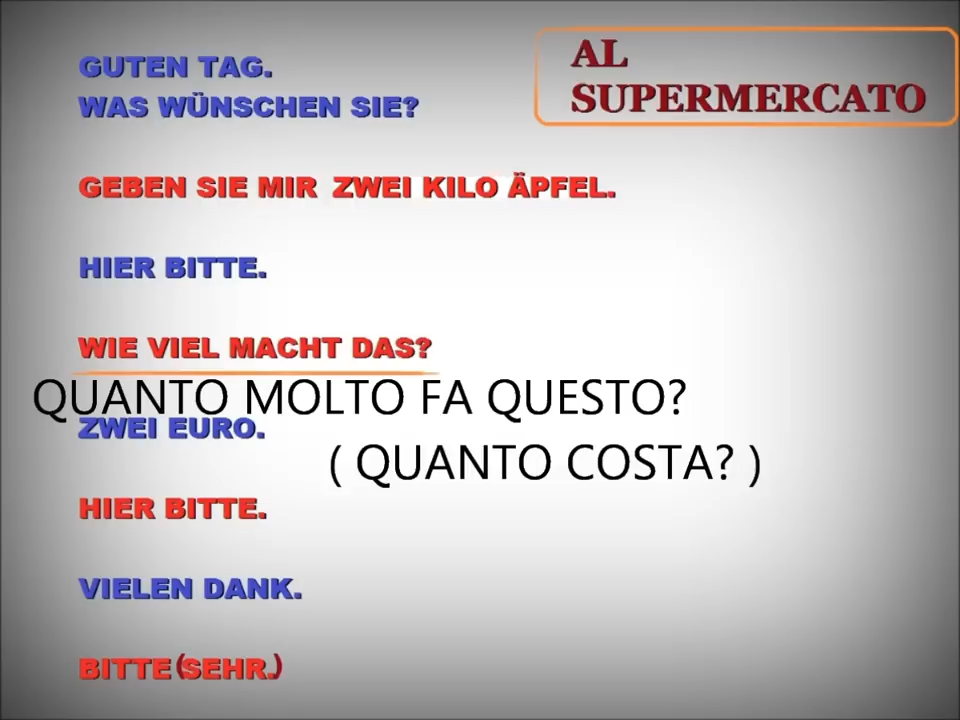 AL
SUPERMERCATO
GUTEN TAG.
WAS WÜNSCHEN SIE?
GEBEN SIE MIR ZWEI KILO ÄPFEL.
HIER BITTE.
WIE VIEL MACHT DAS?
QUANTO MOLTO FA QUESTO?
ZWEI EURO.
( QUANTO COSTA? )
HIER BITTE.
VIELEN DANK.
BITTE (SEHR.)